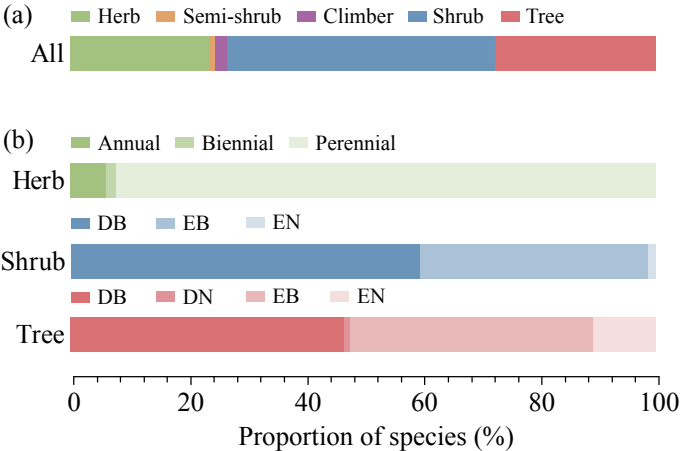 (a) Herb Semi-shrub Climber Shrub Tree
All
(b) Annual Biennial Perennial
Herb
DB EB EN
Shrub
DB DN EB EN
Tree
0 20 40 60 80 100
Proportion of species (%)